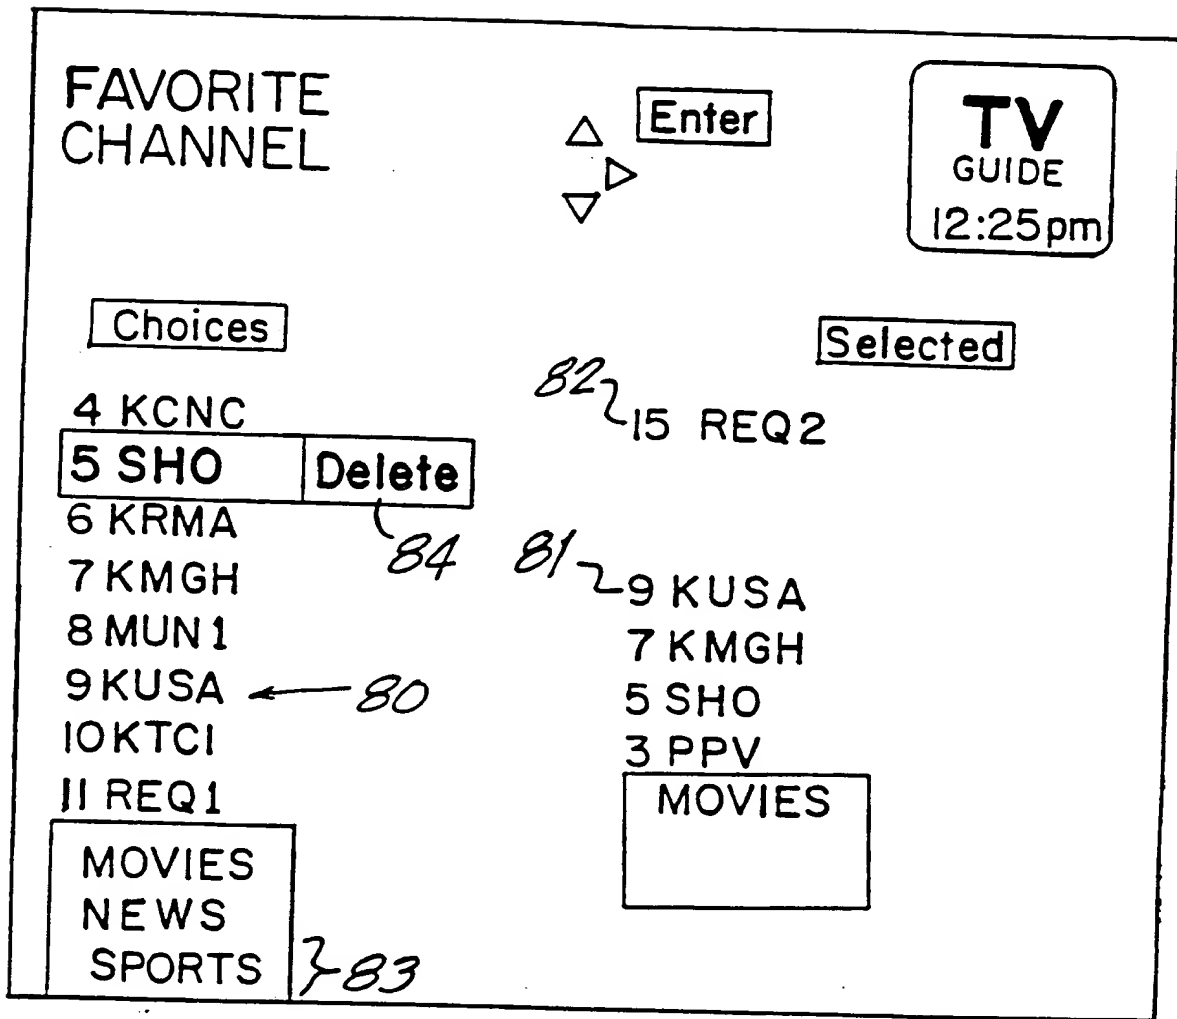 FAVORITE
CHANNEL
Enter
TV
GUIDE
12:25pm
Choices
Selected
4 KCNC
5 SHO Delete
6 KRMA
7 KMGH
8 MUN1
9 KUSA
10 KTCI
11 REQ1
MOVIES
NEWS
SPORTS
84
80
83
82
15 REQ2
81
9 KUSA
7 KMGH
5 SHO
3 PPV
MOVIES